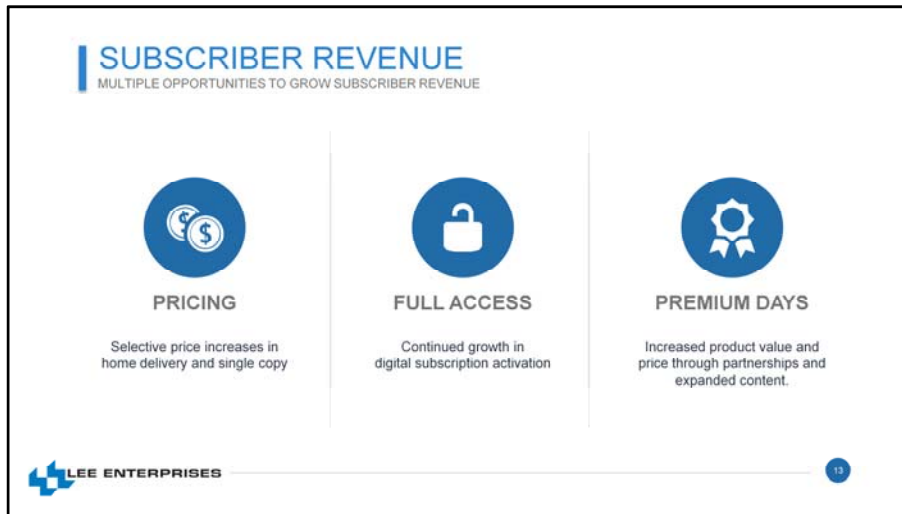 SUBSCRIBER REVENUE
MULTIPLE OPPORTUNITIES TO GROW SUBSCRIBER REVENUE
$
$
PRICING
Selective price increases in
home delivery and single copy
FULL ACCESS
Continued growth in
digital subscription activation
PREMIUM DAYS
Increased product value and
price through partnerships and
expanded content.
LEE ENTERPRISES
13